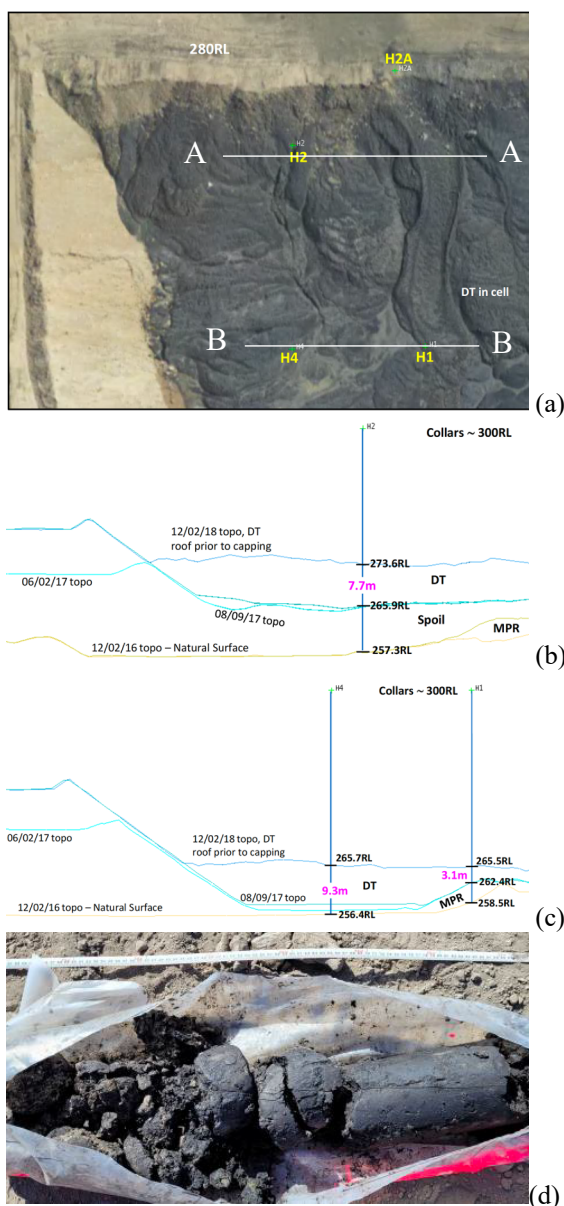 280RL
H2A
H2A
A
H2
H2
A
DT in cell
B
B
H4
H1
H4
H1
(a)
H2
Collars ~ 300RL
12/02/18 topo, DT
roof prior to capping
273.6RL
06/02/17 topo
DT
7.7m
265.9RL
08/09/17 topo
Spoil
MPR
12/02/16 topo – Natural Surface
257.3RL
(b)
H4
Collars ~ 300RL
H1
06/02/17 topo
12/02/18 topo, DT
roof prior to capping
265.7RL
265.5RL
3.1m
DT
262.4RL
9.3m
08/09/17 topo
MPR
258.5RL
12/02/16 topo – Natural Surface
256.4RL
(c)
(d)